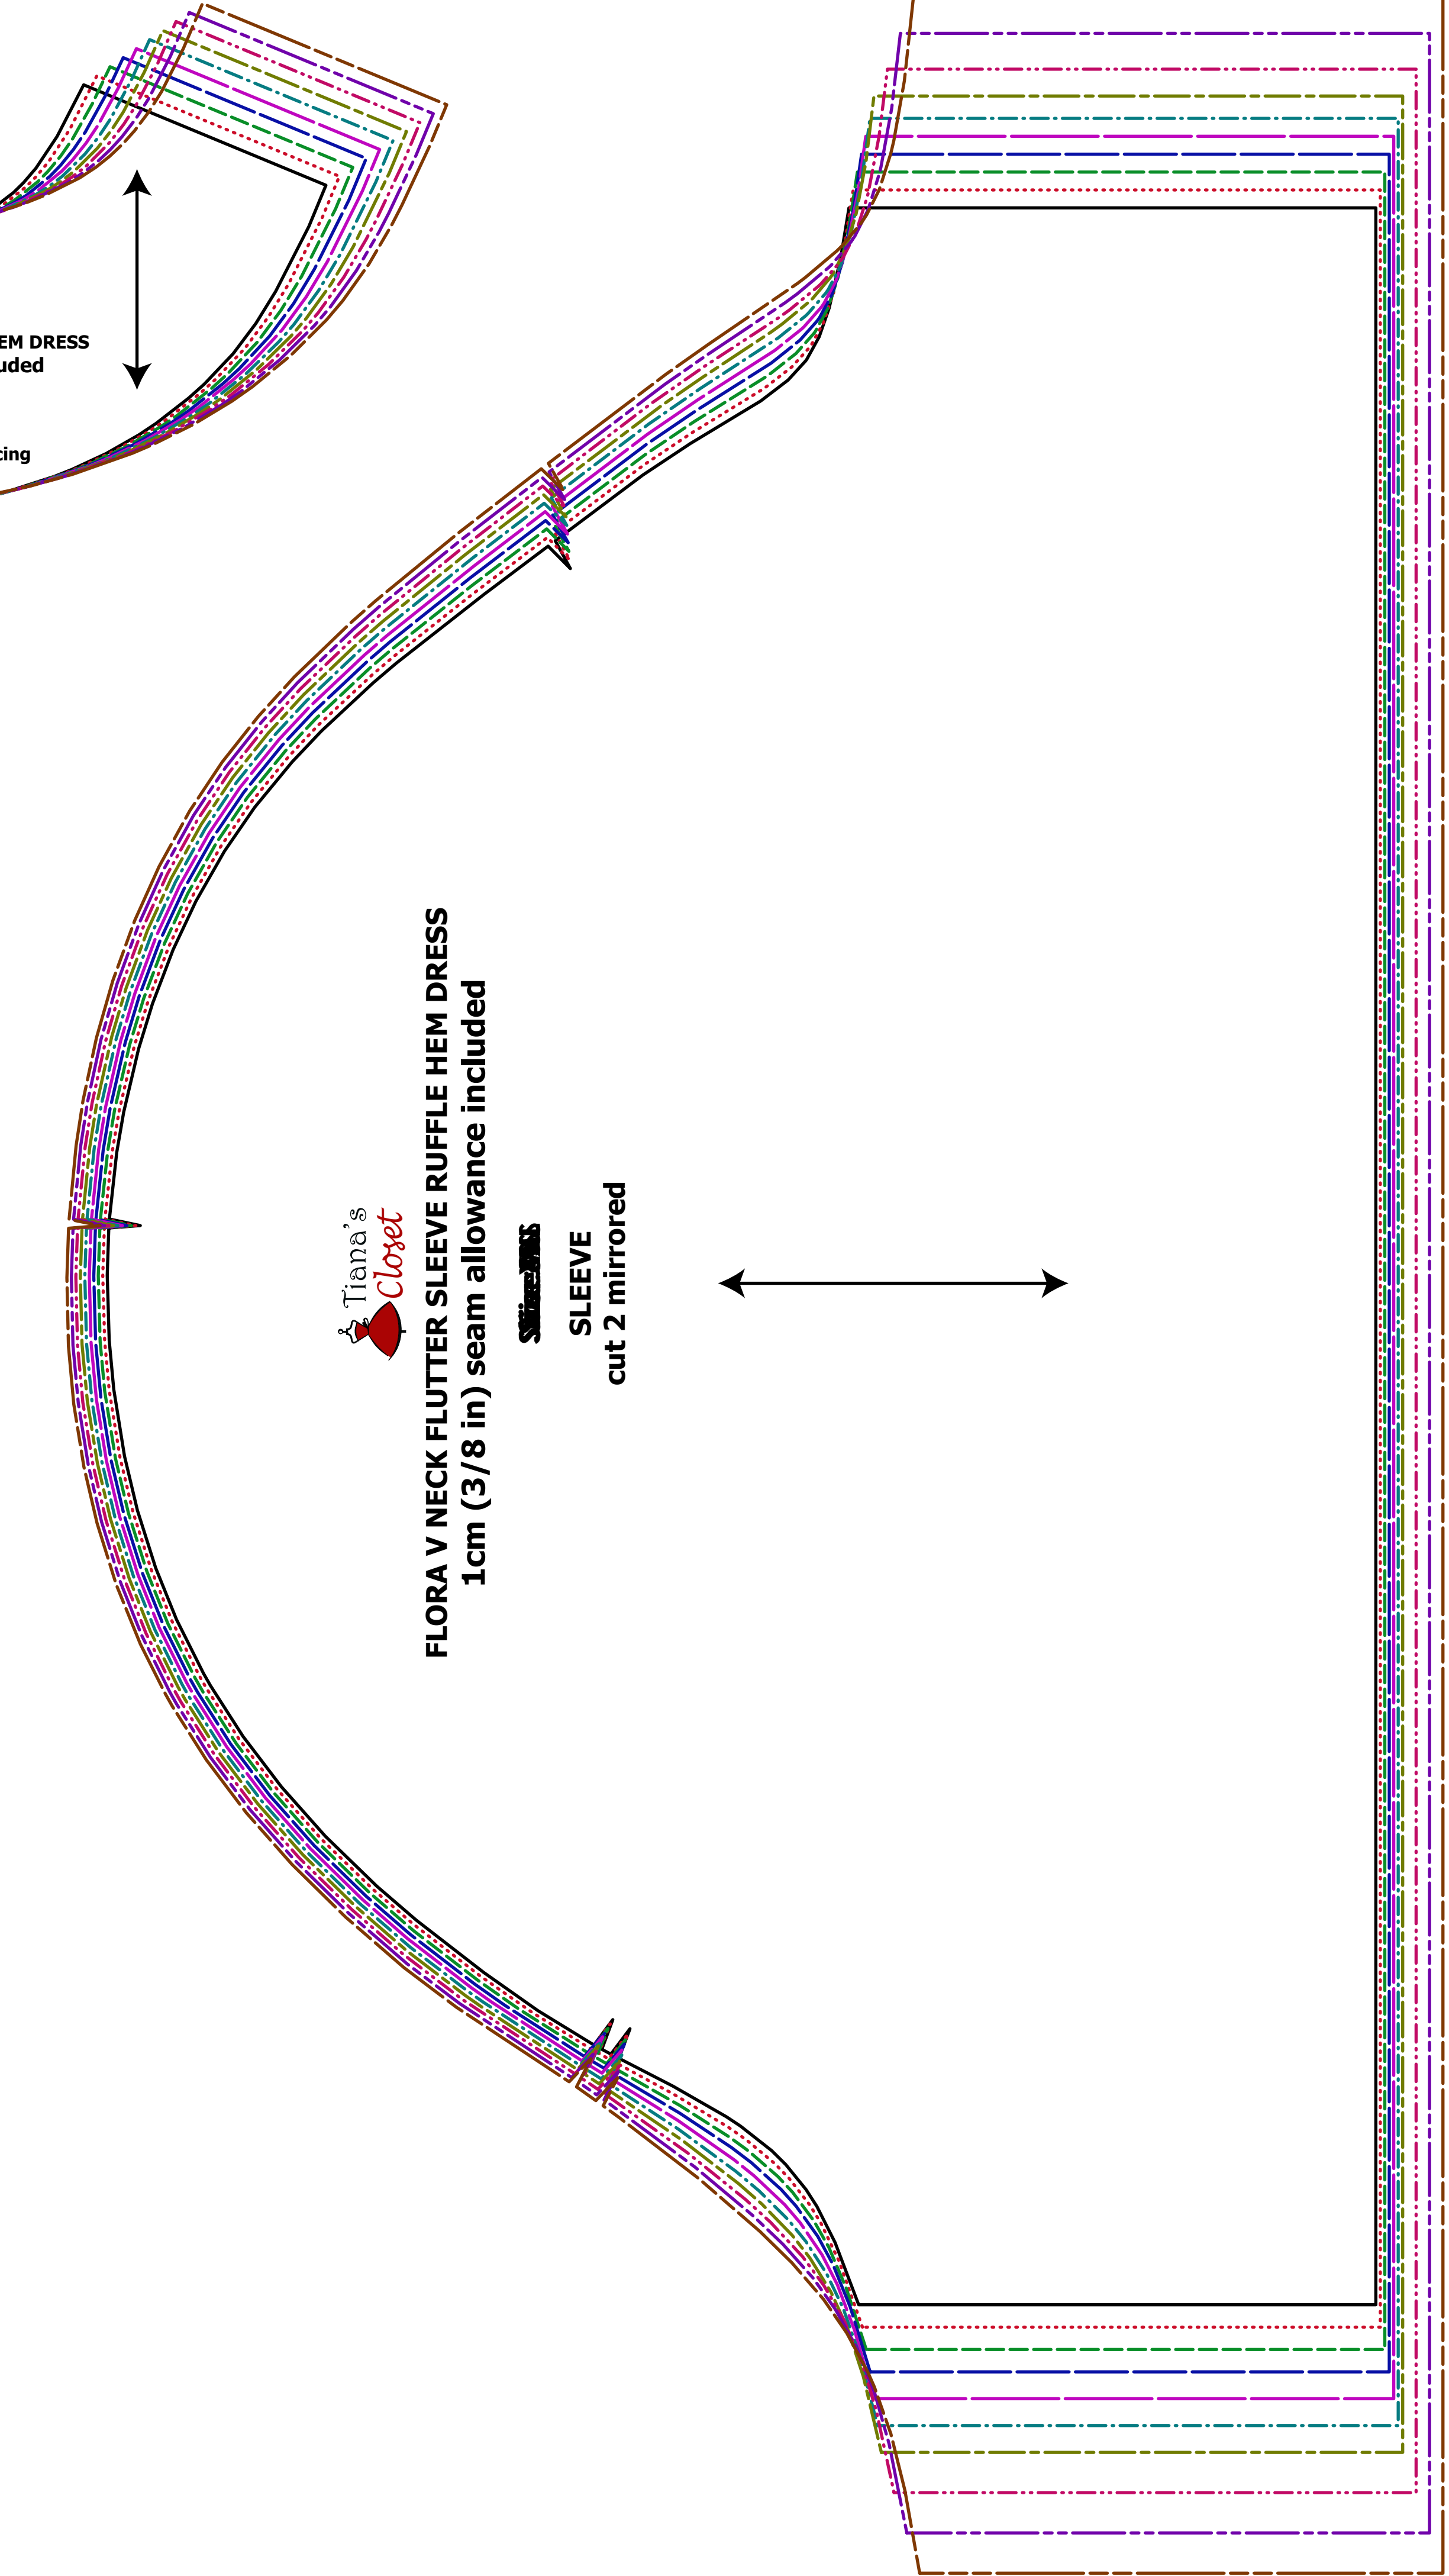 EM DRESS
uded
cing
Tiana's
Closet
FLORA V NECK FLUTTER SLEEVE RUFFLE HEM DRESS
1cm (3/8 in) seam allowance included
SLEEVE
cut 2 mirrored